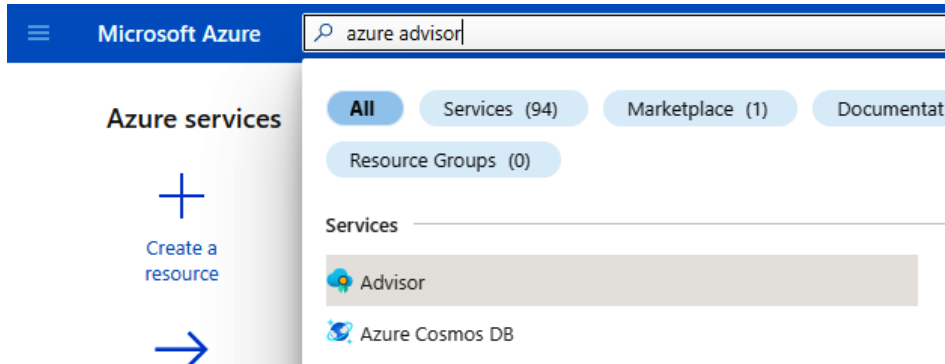 Microsoft Azure
azure advisor
Azure services
All
Services (94)
Marketplace (1)
Documentat
Resource Groups (0)
Create a
resource
Services
Advisor
Azure Cosmos DB